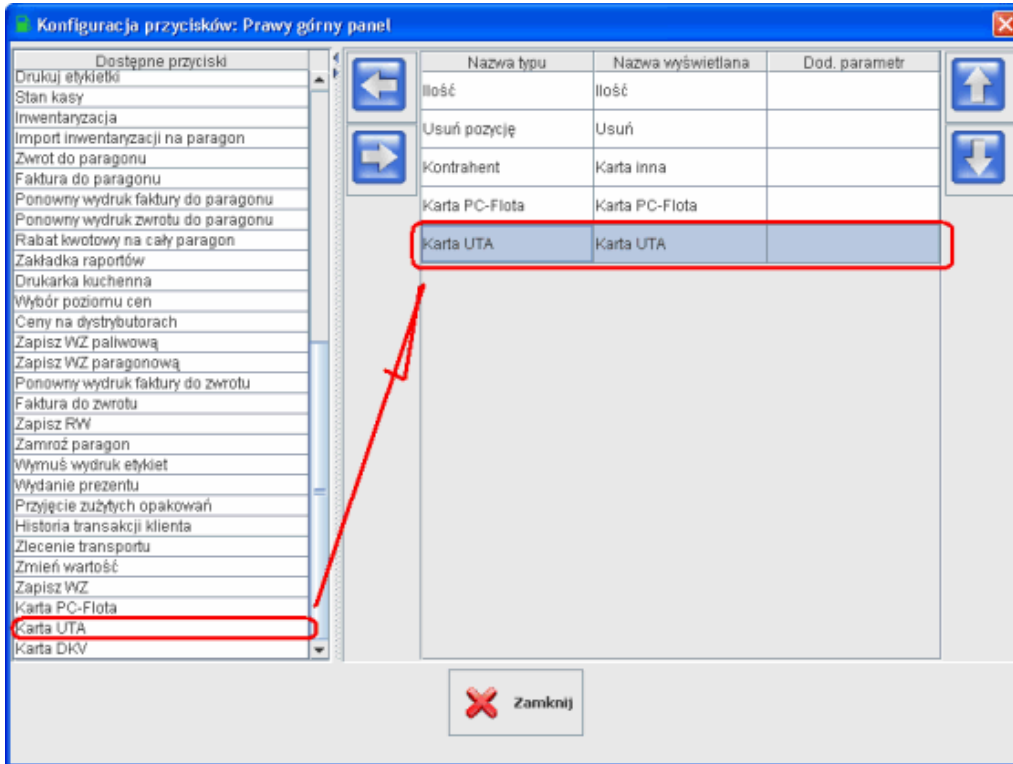 Konfiguracja przycisków: Prawy górny panel
Dostępne przyciski
Drukuj etykietki
Stan kasy
Inwentaryzacja
Import inwentaryzacji na paragon
Zwrot do paragonu
Faktura do paragonu
Ponowny wydruk faktury do paragonu
Ponowny wydruk zwrotu do paragonu
Rabat kwotowy na cały paragon
Zakładka raportów
Drukarka kuchenna
Wybór poziomu cen
Ceny na dystrybutorach
Zapisz WZ paliwową
Zapisz WZ paragonową
Ponowny wydruk faktury do zwrotu
Faktura do zwrotu
Zapisz RW
Zamroź paragon
Wymuś wydruk etykiet
Wydanie prezentu
Przyjęcie zużytych opakowań
Historia transakcji klienta
Zlecenie transportu
Zmień wartość
Zapisz WZ
Karta PC-Flota
Karta UTA
Karta DKV
Nazwa typu Nazwa wyświetlana Dod. parametr
Ilość Ilość
Usuń pozycję Usuń
Kontrahent Karta inna
Karta PC-Flota Karta PC-Flota
Karta UTA Karta UTA
Zamknij